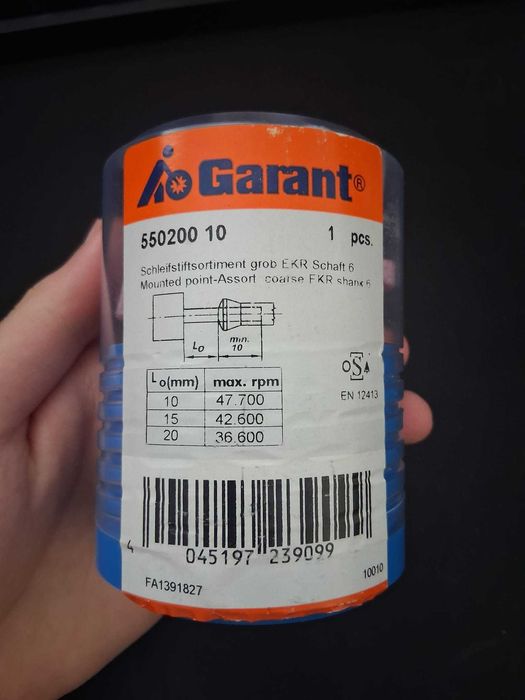 Garant®
550200 10 1 pcs.
Schleifstiftsortiment grob EKR Schaft 6
Mounted point-Assort. coarse EKR shank 6
min.
Lo 10
Lo(mm) max. rpm
10 47.700
15 42.600
20 36.600
OSA
EN 12413
4 045197 239099
FA1391827 10010